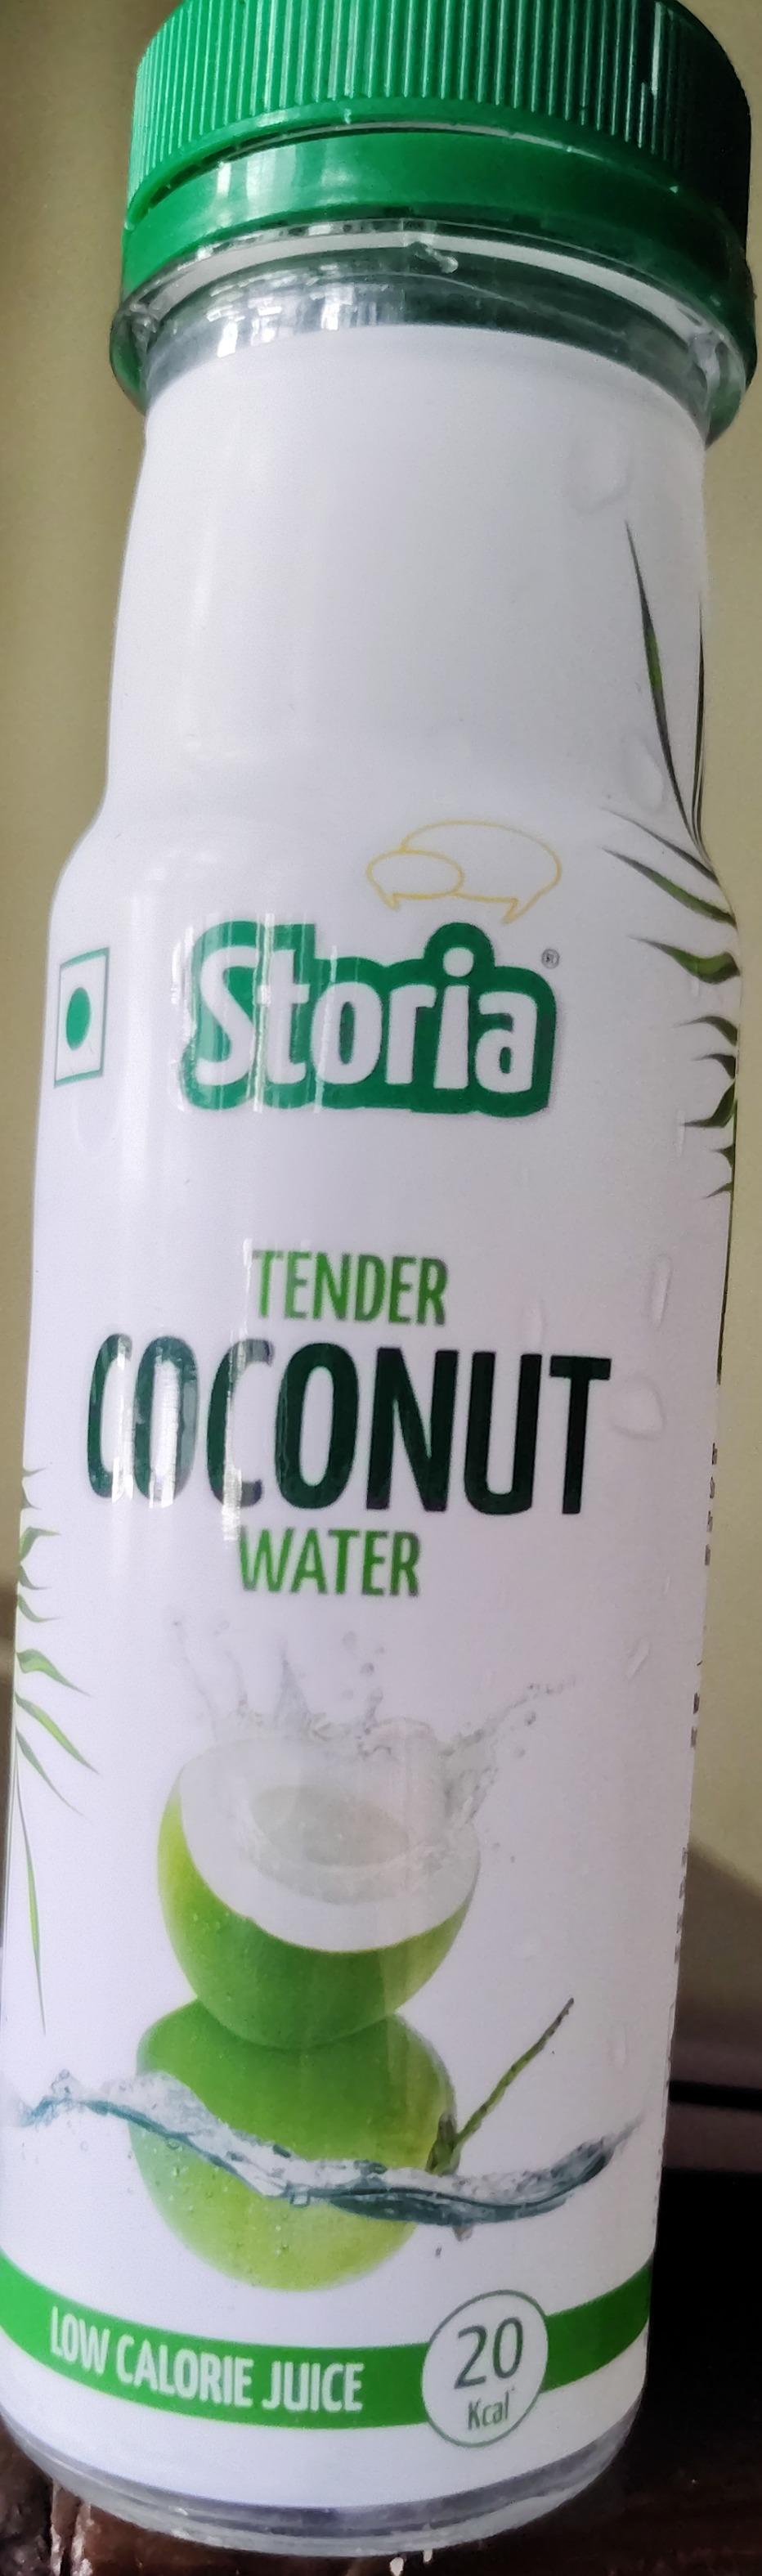 Storia®
TENDER
COCONUT
WATER
LOW CALORIE JUICE
20
Kcal*